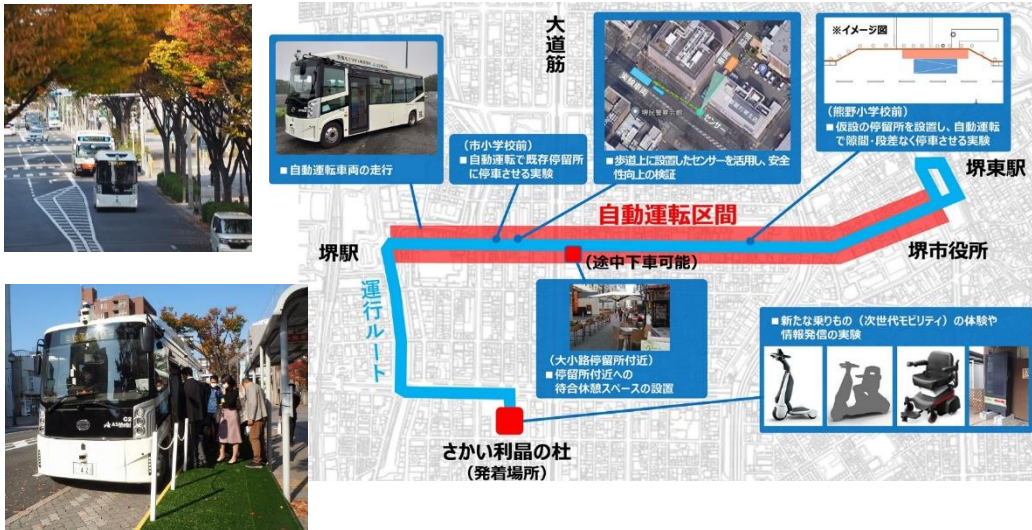 大道筋
■自動運転車両の走行
(市小学校前)
■自動運転で既存停留所
に停車させる実験
実験車両
センサー
■歩道上に設置したセンサーを活用し、安全
性向上の検証
※イメージ図
(熊野小学校前)
■仮設の停留所を設置し、自動運転
で隙間・段差なく停車させる実験
堺東駅
自動運転区間
堺駅
(途中下車可能)
堺市役所
運行ルート
(大小路停留所付近)
■停留所付近への
待合休憩スペースの設置
■新たな乗りもの(次世代モビリティ)の体験や
情報発信の実験
さかい利晶の杜
(発着場所)